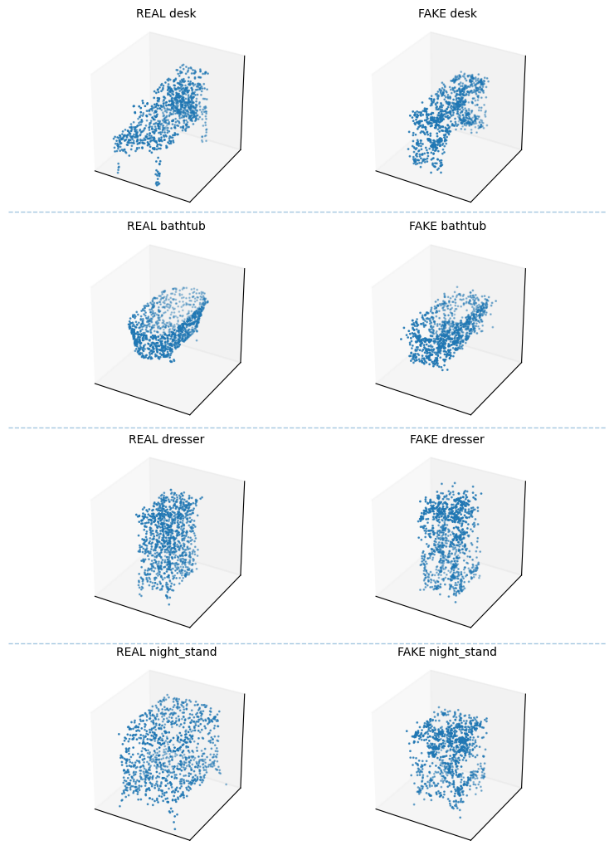 REAL desk
FAKE desk
REAL bathtub
FAKE bathtub
REAL dresser
FAKE dresser
REAL night_stand
FAKE night_stand